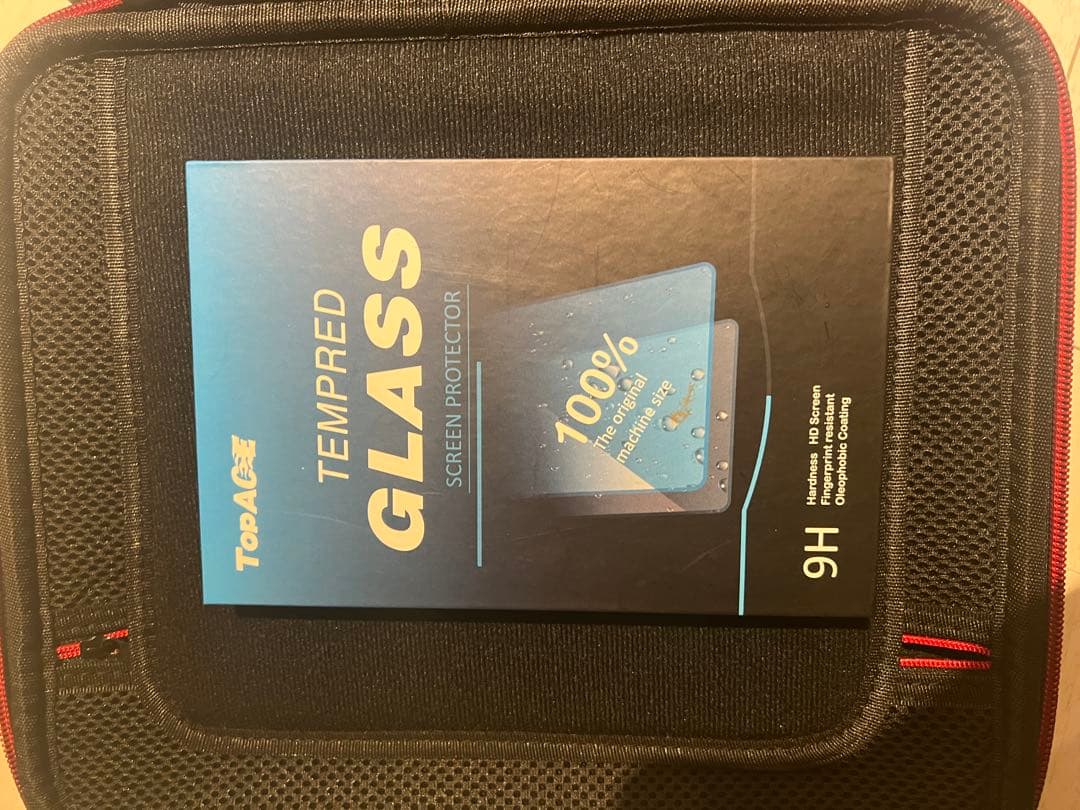 TOPACE
TEMPRED
GLASS
SCREEN PROTECTOR
100%
The original
machine size
9H
Hardness HD Screen
Fingerprint resistant
Oleophobic Coating